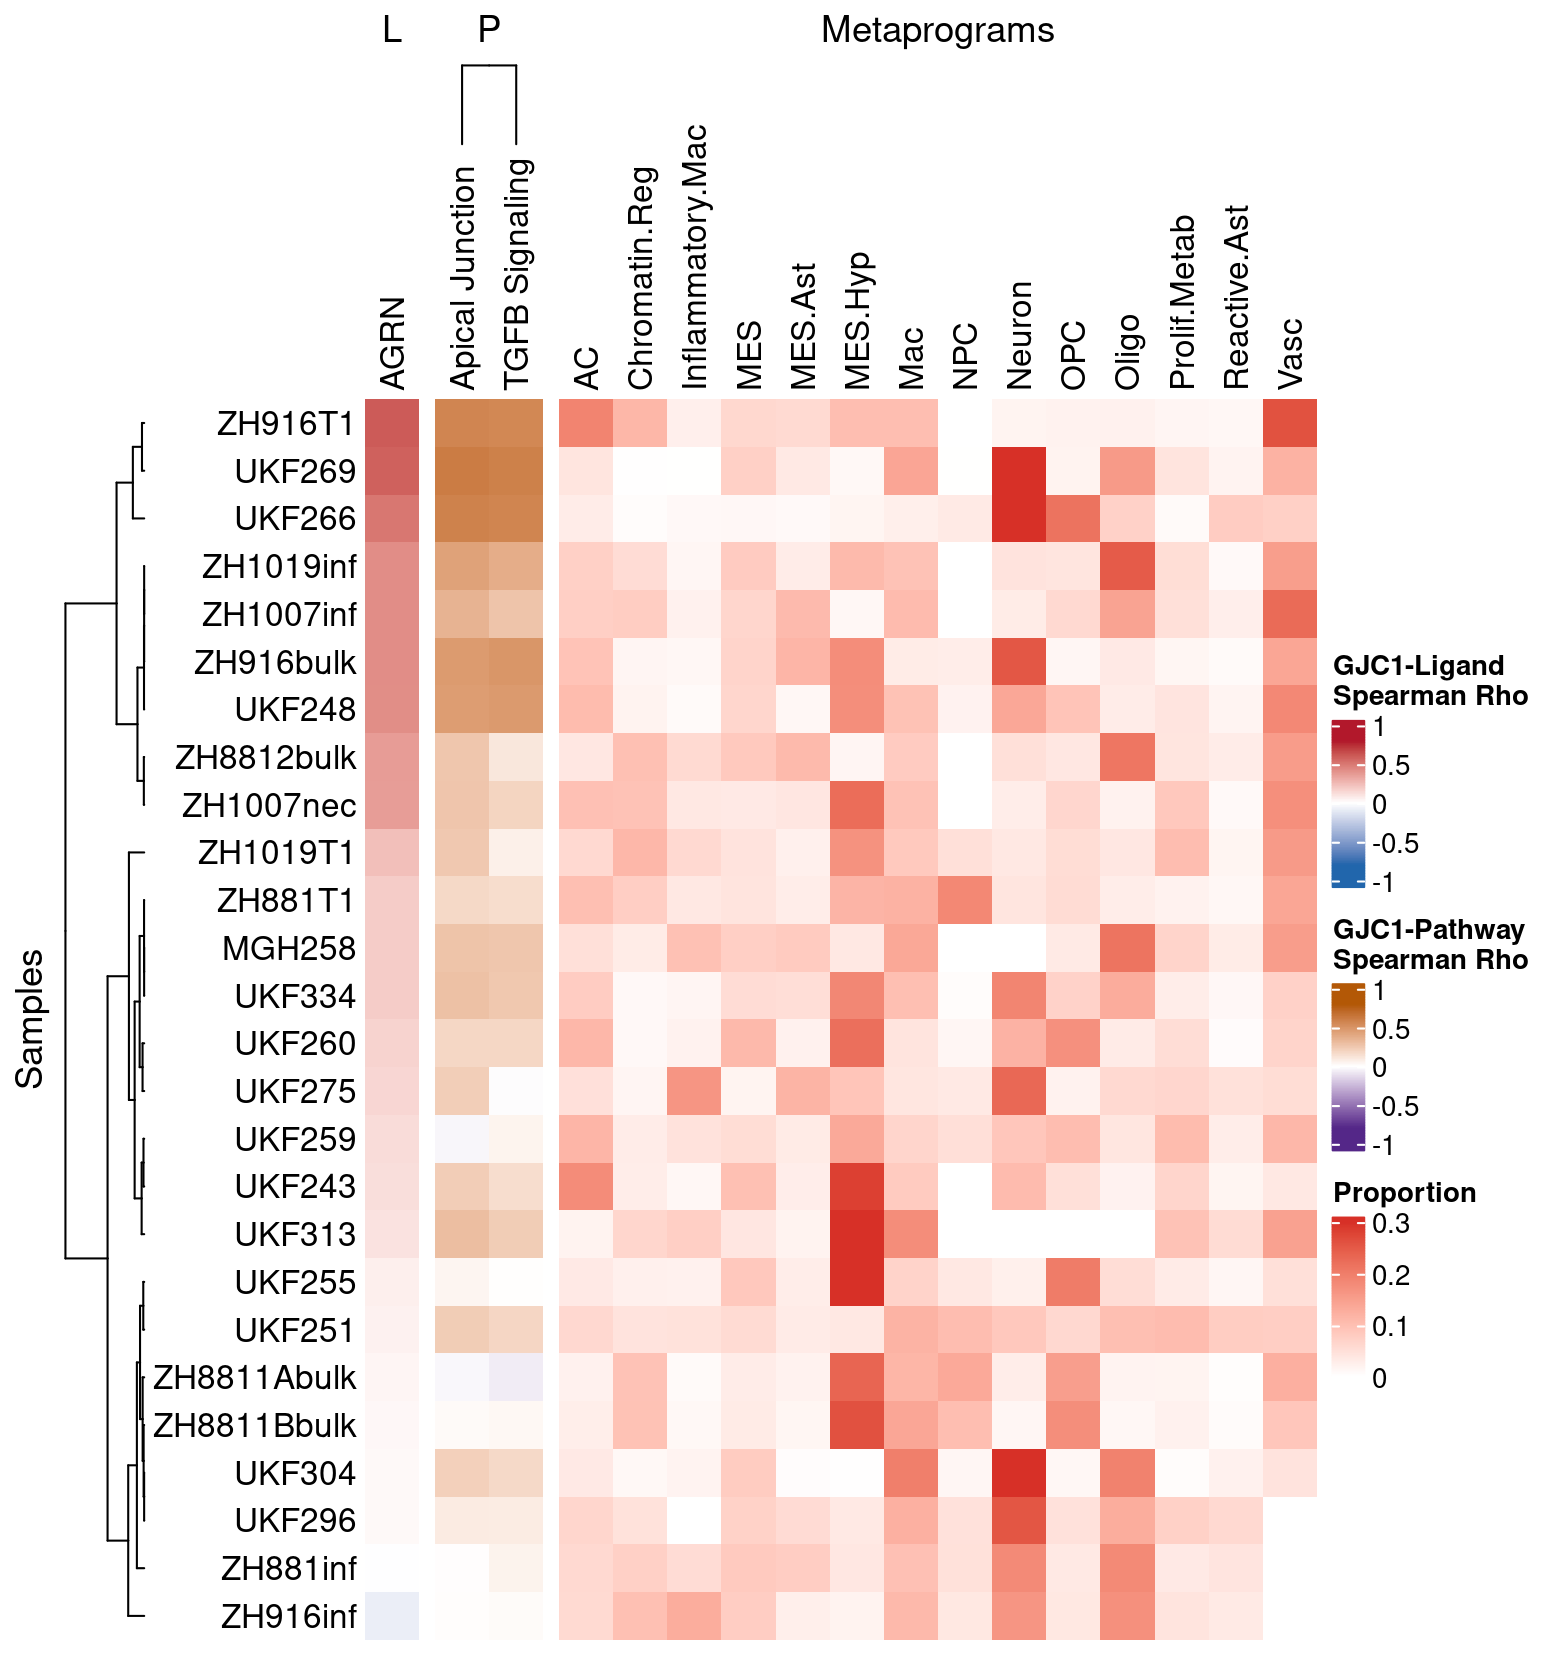 L P Metaprograms
AGRN
Apical Junction
TGFB Signaling
AC
Chromatin.Reg
Inflammatory.Mac
MES
MES.Ast
MES.Hyp
Mac
NPC
Neuron
OPC
Oligo
Prolif.Metab
Reactive.Ast
Vasc
Samples
ZH916T1
UKF269
UKF266
ZH1019inf
ZH1007inf
ZH916bulk
UKF248
ZH8812bulk
ZH1007nec
ZH1019T1
ZH881T1
MGH258
UKF334
UKF260
UKF275
UKF259
UKF243
UKF313
UKF255
UKF251
ZH8811Abulk
ZH8811Bbulk
UKF304
UKF296
ZH881inf
ZH916inf
GJC1-Ligand
Spearman Rho
1
0.5
0
-0.5
-1
GJC1-Pathway
Spearman Rho
1
0.5
0
-0.5
-1
Proportion
0.3
0.2
0.1
0